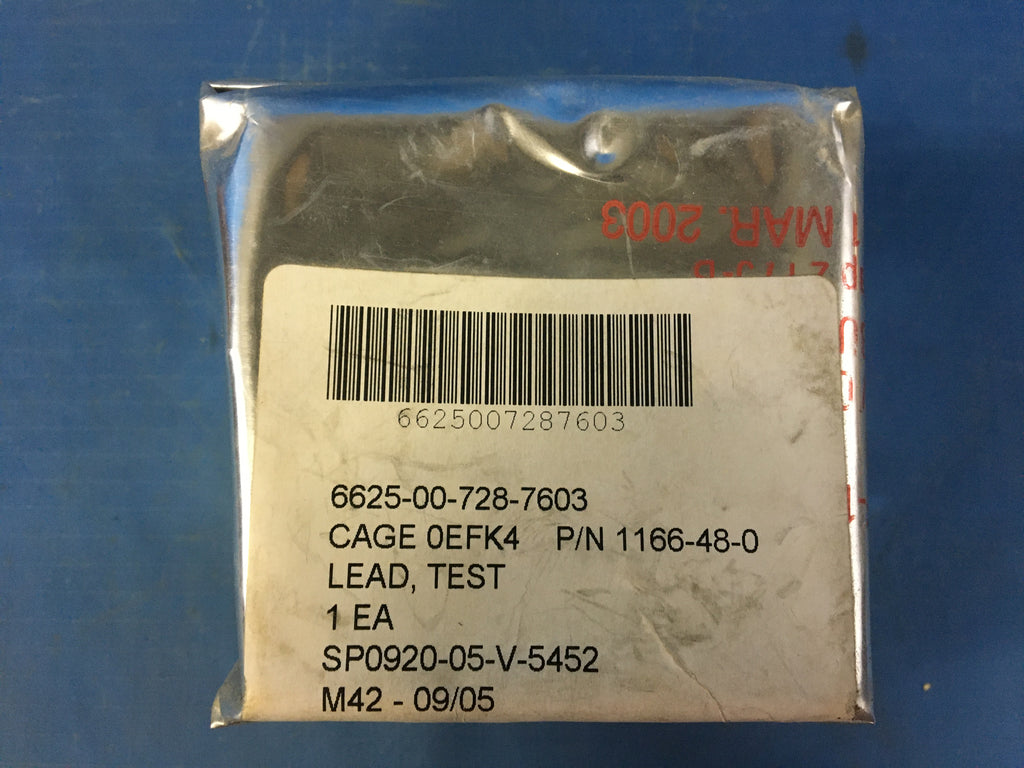 1 MAR. 2003
6625007287603
6625-00-728-7603
CAGE 0EFK4 P/N 1166-48-0
LEAD, TEST
1 EA
SP0920-05-V-5452
M42 - 09/05